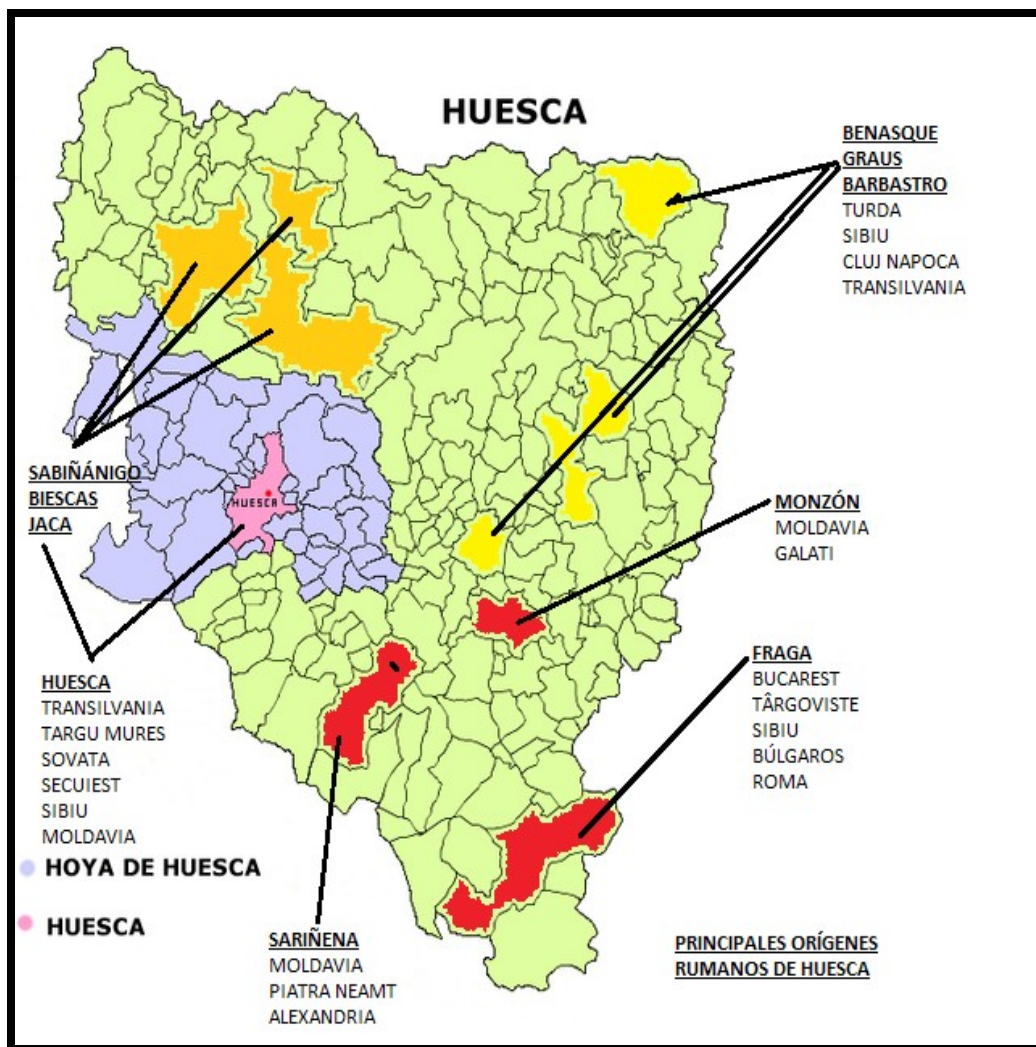 HUESCA
BENASQUE
GRAUS
BARBASTRO
TURDA
SIBIU
CLUJ NAPOCA
TRANSILVANIA
SABIÑÁNIGO
BIESCAS
JACA
HUESCA
MONZÓN
MOLDAVIA
GALATI
HUESCA
TRANSILVANIA
TARGU MURES
SOVATA
SECUIEST
SIBIU
MOLDAVIA
FRAGA
BUCAREST
TÂRGOVISTE
SIBIU
BÚLGAROS
ROMA
HOYA DE HUESCA
HUESCA
SARIÑENA
MOLDAVIA
PIATRA NEAMT
ALEXANDRIA
PRINCIPALES ORÍGENES
RUMANOS DE HUESCA